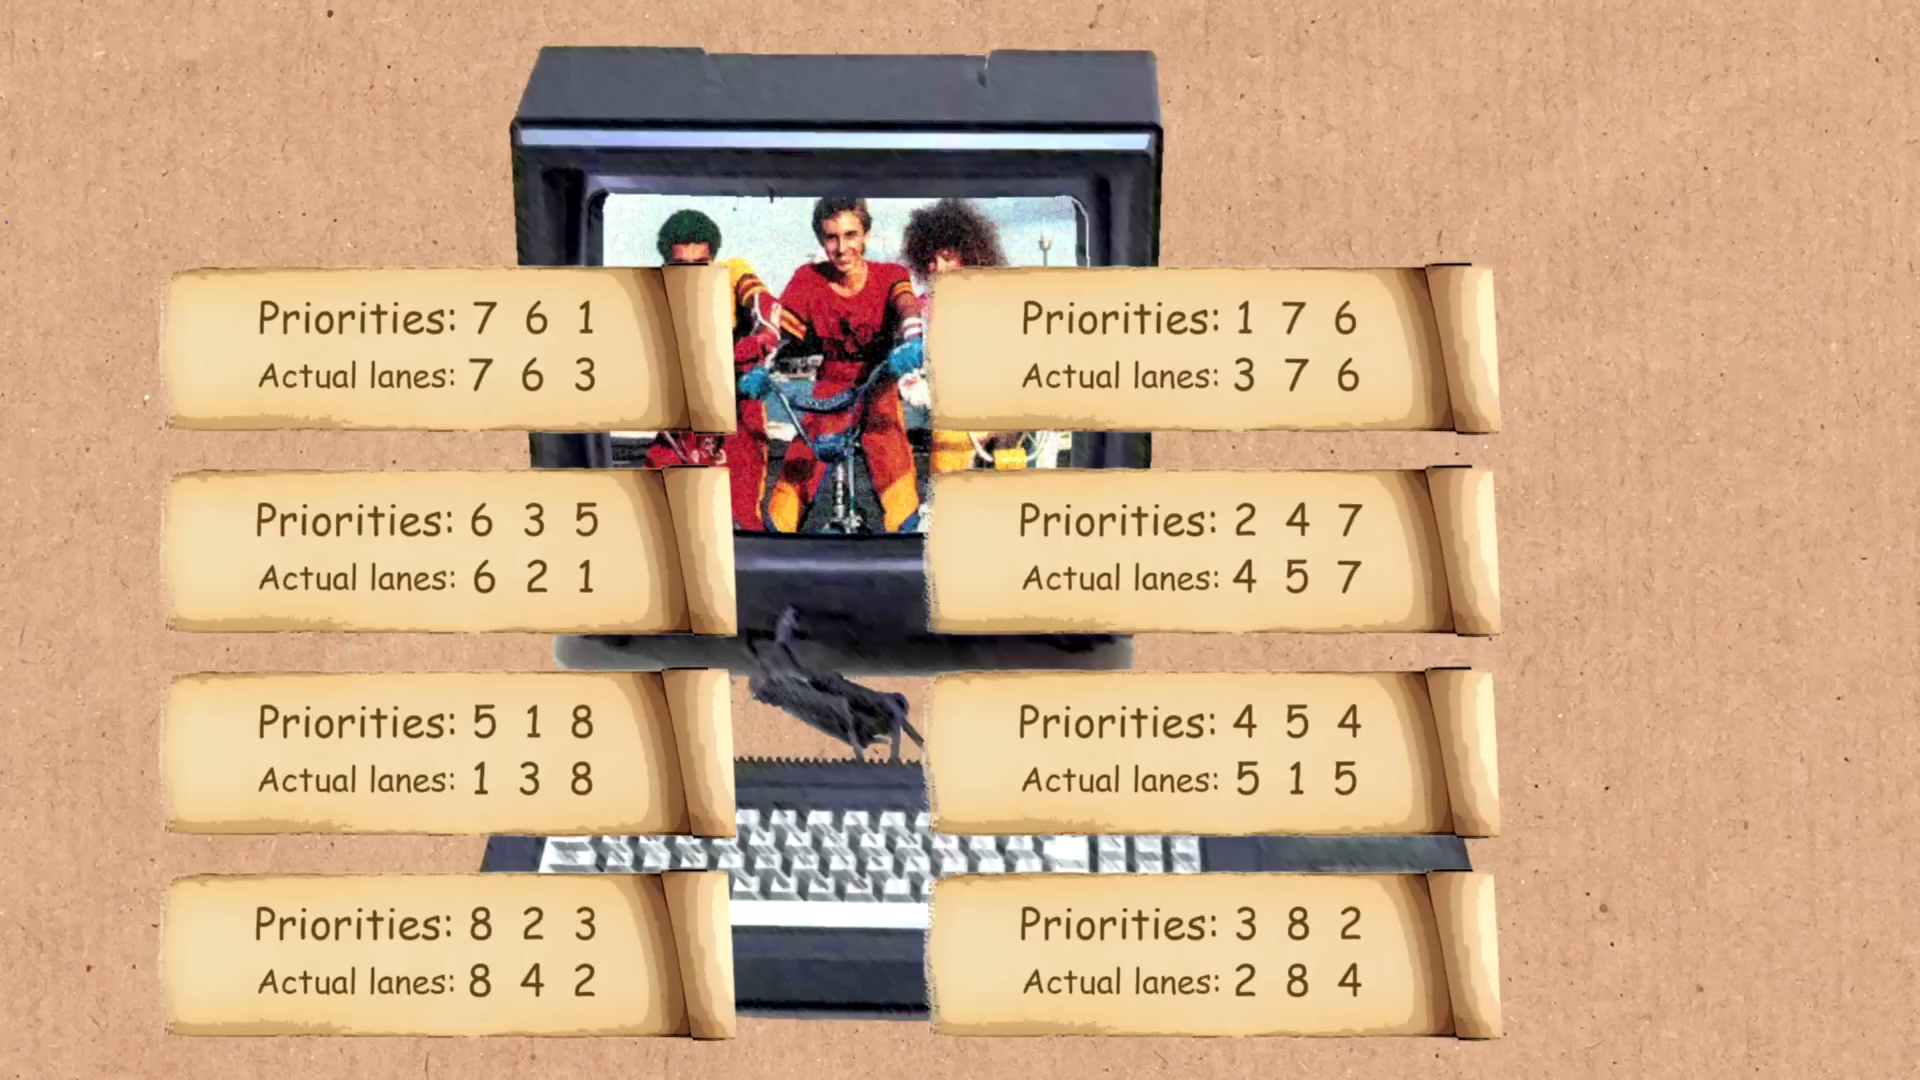 Priorities: 7 6 1
Actual lanes: 7 6 3
Priorities: 1 7 6
Actual lanes: 3 7 6
Priorities: 6 3 5
Actual lanes: 6 2 1
Priorities: 2 4 7
Actual lanes: 4 5 7
Priorities: 5 1 8
Actual lanes: 1 3 8
Priorities: 4 5 4
Actual lanes: 5 1 5
Priorities: 8 2 3
Actual lanes: 8 4 2
Priorities: 3 8 2
Actual lanes: 2 8 4